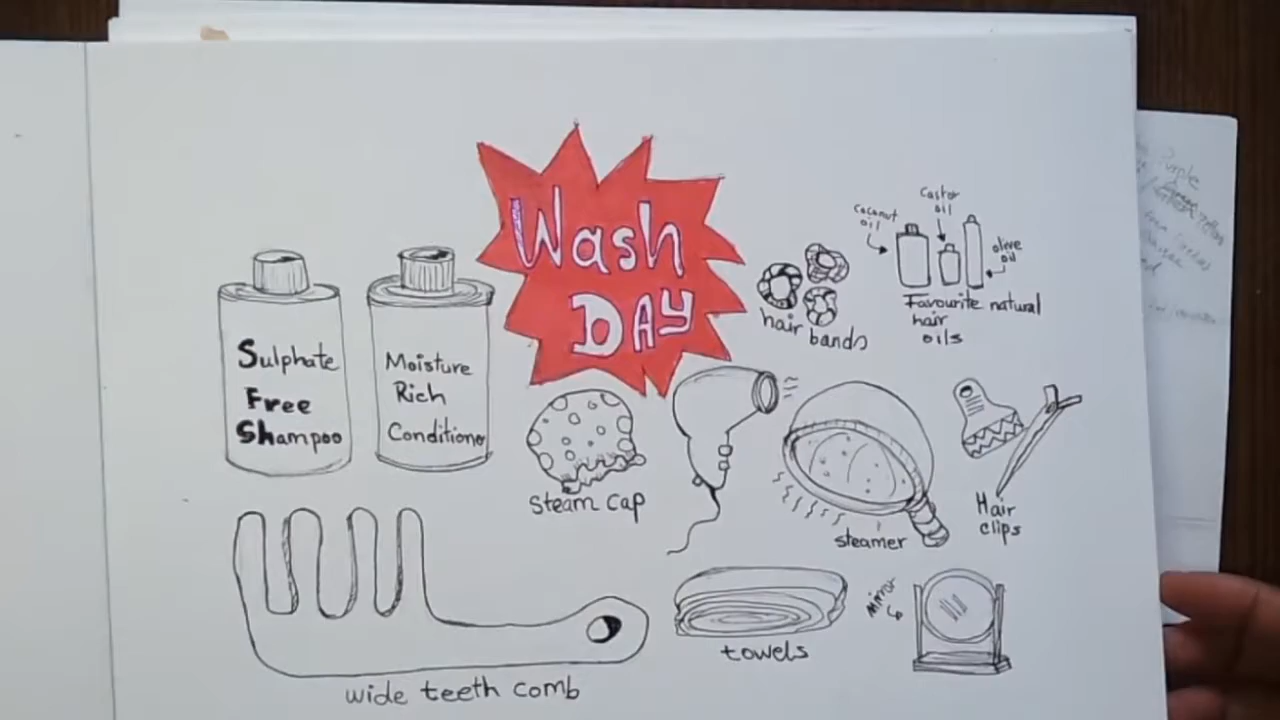 Wash
DAY
Sulphate
Free
Shampoo
Moisture
Rich
Conditioner
hair bands
coconut
oil
Castor
oil
olive
oil
Favourite natural
hair
oils
steam cap
steamer
Hair
clips
wide teeth comb
towels
mirror
Purple